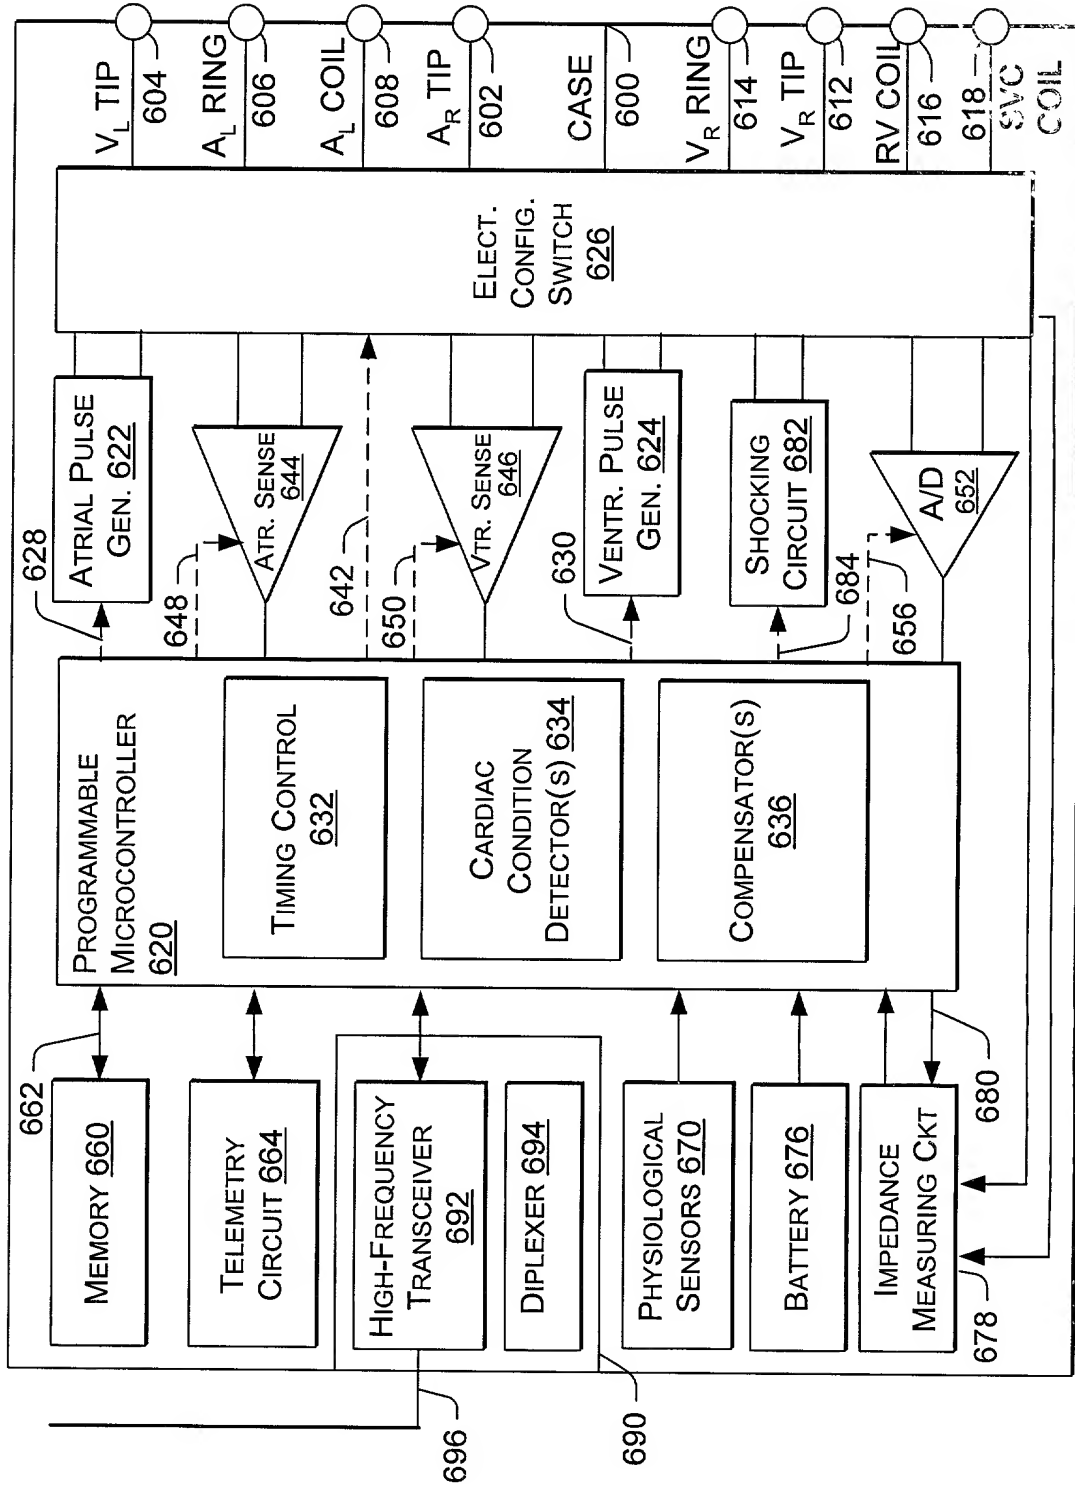 V_L TIP
604
A_L RING
606
A_L COIL
608
A_R TIP
602
CASE
600
V_R RING
614
V_R TIP
612
RV COIL
616
618
SVC
COIL
ELECT.
CONFIG.
SWITCH
626
628
ATRIAL PULSE
GEN. 622
648
ATR. SENSE
644
642
650
VTR. SENSE
646
630
VENTR. PULSE
GEN. 624
SHOCKING
CIRCUIT 682
684
A/D
652
656
PROGRAMMABLE
MICROCONTROLLER
620
TIMING CONTROL
632
CARDIAC
CONDITION
DETECTOR(S) 634
COMPENSATOR(S)
636
662
MEMORY 660
TELEMETRY
CIRCUIT 664
HIGH-FREQUENCY
TRANSCEIVER
692
DIPLEXER 694
PHYSIOLOGICAL
SENSORS 670
BATTERY 676
IMPEDANCE
MEASURING CKT
680
678
696
690